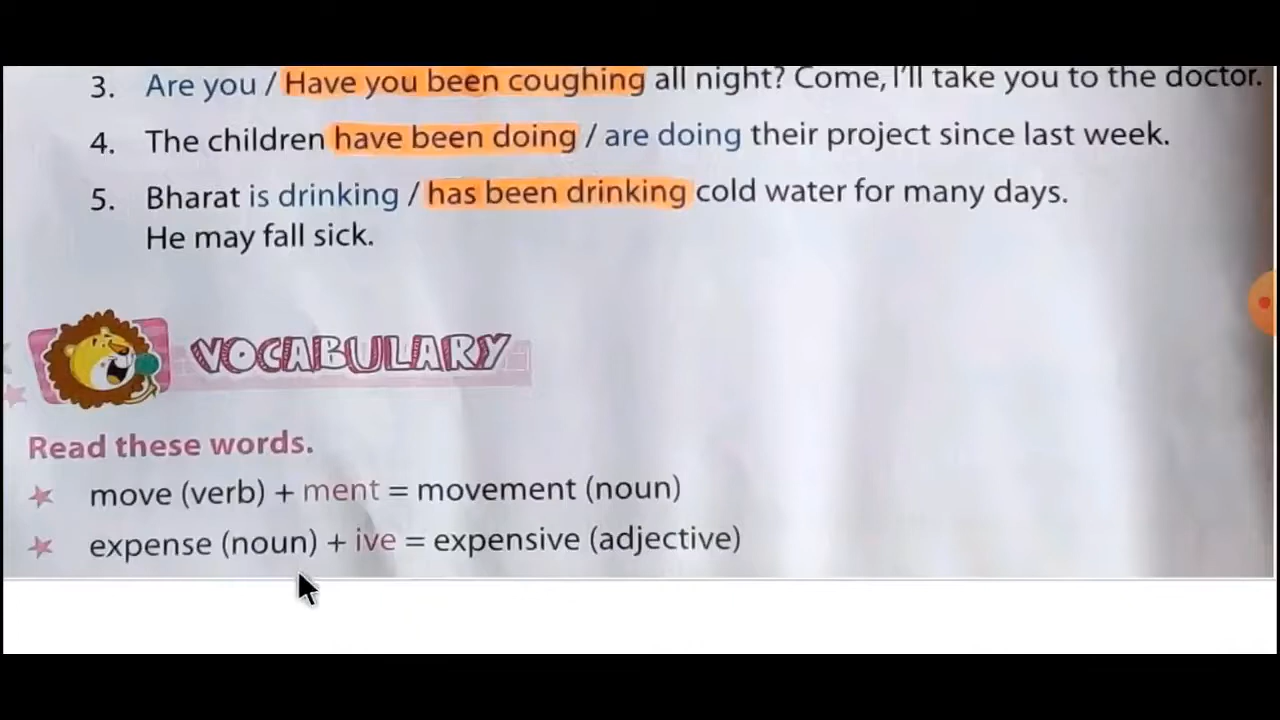 3. Are you / Have you been coughing all night? Come, I'll take you to the doctor.
4. The children have been doing / are doing their project since last week.
5. Bharat is drinking / has been drinking cold water for many days.
He may fall sick.
VOCABULARY
Read these words.
move (verb) + ment = movement (noun)
expense (noun) + ive = expensive (adjective)